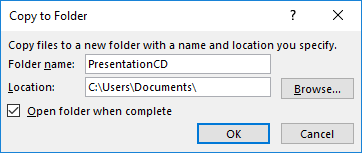 Copy to Folder
Copy files to a new folder with a name and location you specify.
Folder name: PresentationCD
Location: C:\Users\Documents\
Browse...
Open folder when complete
OK Cancel